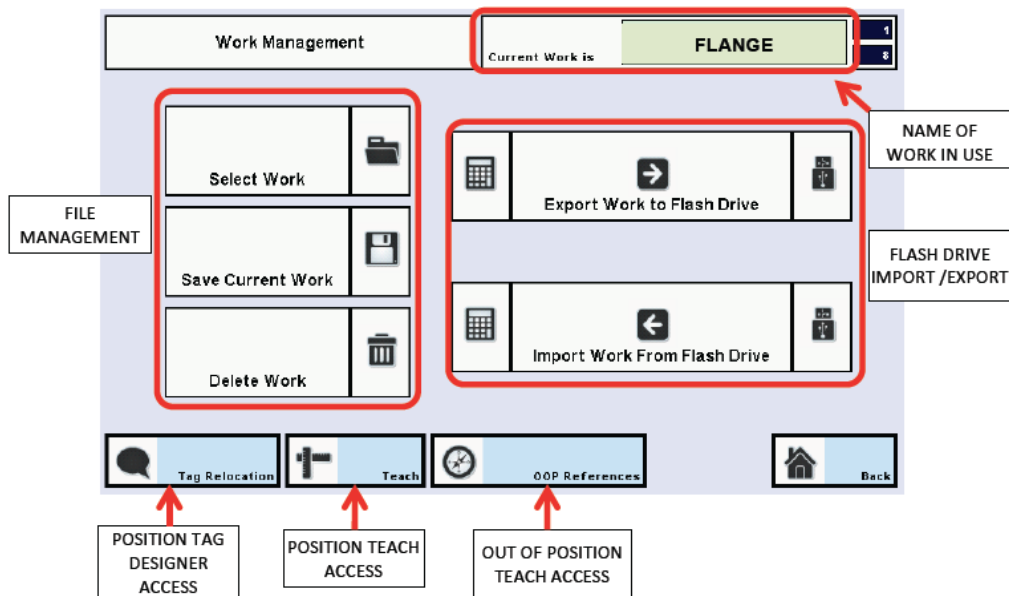 Work Management
Current Work is
FLANGE
1
8
NAME OF
WORK IN USE
Select Work
Save Current Work
Delete Work
FILE
MANAGEMENT
Export Work to Flash Drive
Import Work From Flash Drive
FLASH DRIVE
IMPORT /EXPORT
Tag Relocation
Teach
OOP References
Back
POSITION TAG
DESIGNER
ACCESS
POSITION TEACH
ACCESS
OUT OF POSITION
TEACH ACCESS